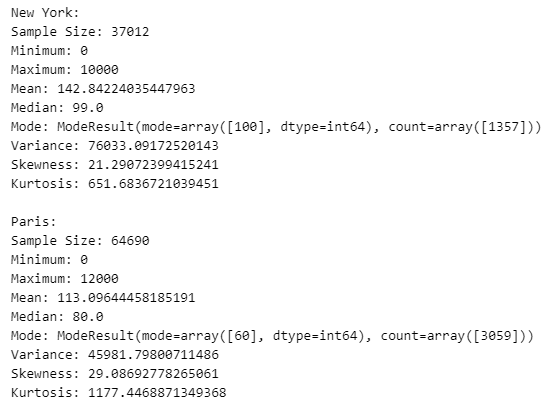 New York:
Sample Size: 37012
Minimum: 0
Maximum: 10000
Mean: 142.84224035447963
Median: 99.0
Mode: ModeResult(mode=array([100], dtype=int64), count=array([1357]))
Variance: 76033.09172520143
Skewness: 21.29072399415241
Kurtosis: 651.6836721039451
Paris:
Sample Size: 64690
Minimum: 0
Maximum: 12000
Mean: 113.09644458185191
Median: 80.0
Mode: ModeResult(mode=array([60], dtype=int64), count=array([3059]))
Variance: 45981.79800711486
Skewness: 29.08692778265061
Kurtosis: 1177.4468871349368